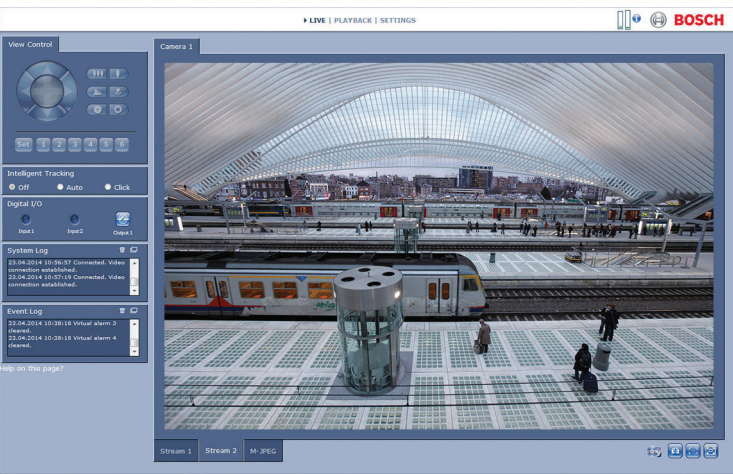 LIVE | PLAYBACK | SETTINGS
BOSCH
View Control
Camera 1
Set 1 2 3 4 5 6
Intelligent Tracking
Off Auto Click
Digital I/O
Input 1 Input 2 Output 1
System Log
23.04.2014 10:56:57 Connected. Video
connection established.
23.04.2014 10:57:19 Connected. Video
connection established.
Event Log
23.04.2014 10:38:18 Virtual alarm 3
cleared.
23.04.2014 10:38:18 Virtual alarm 4
cleared.
Help on this page?
Stream 1 Stream 2 M-JPEG